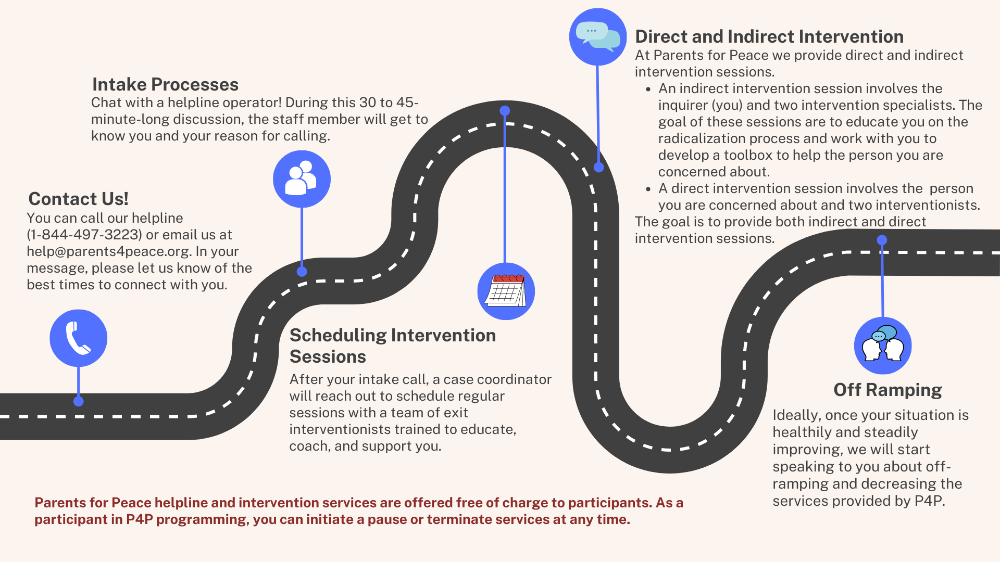 Contact Us!
You can call our helpline
(1-844-497-3223) or email us at
help@parents4peace.org. In your
message, please let us know of the
best times to connect with you.
Intake Processes
Chat with a helpline operator! During this 30 to 45-
minute-long discussion, the staff member will get to
know you and your reason for calling.
Scheduling Intervention
Sessions
After your intake call, a case coordinator
will reach out to schedule regular
sessions with a team of exit
interventionists trained to educate,
coach, and support you.
Direct and Indirect Intervention
At Parents for Peace we provide direct and indirect
intervention sessions.
• An indirect intervention session involves the
inquirer (you) and two intervention specialists. The
goal of these sessions are to educate you on the
radicalization process and work with you to
develop a toolbox to help the person you are
concerned about.
• A direct intervention session involves the  person
you are concerned about and two interventionists.
The goal is to provide both indirect and direct
intervention sessions.
Off Ramping
Ideally, once your situation is
healthily and steadily
improving, we will start
speaking to you about off-
ramping and decreasing the
services provided by P4P.
Parents for Peace helpline and intervention services are offered free of charge to participants. As a
participant in P4P programming, you can initiate a pause or terminate services at any time.